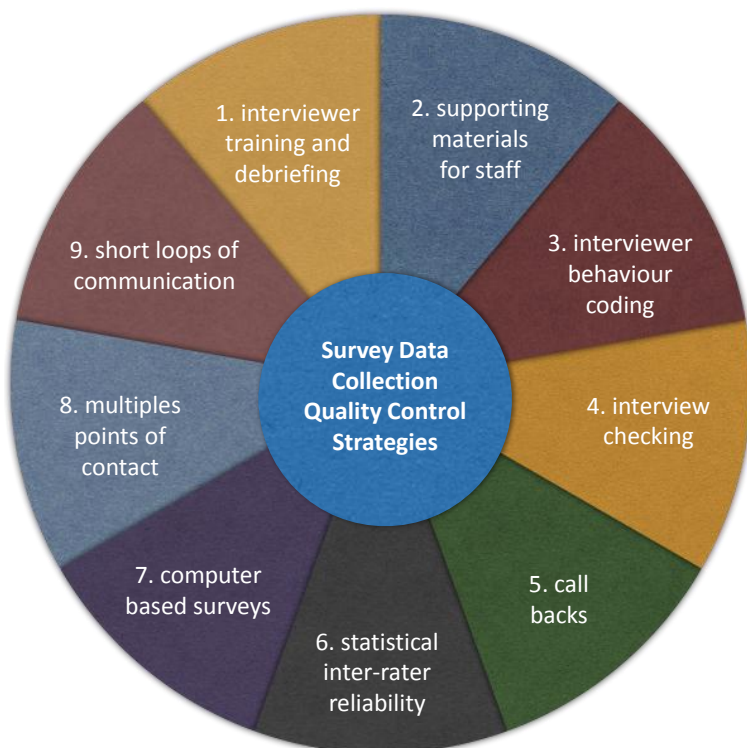 Survey Data
Collection
Quality Control
Strategies
1. interviewer
training and
debriefing
2. supporting
materials
for staff
3. interviewer
behaviour
coding
4. interview
checking
5. call
backs
6. statistical
inter-rater
reliability
7. computer
based surveys
8. multiples
points of
contact
9. short loops of
communication